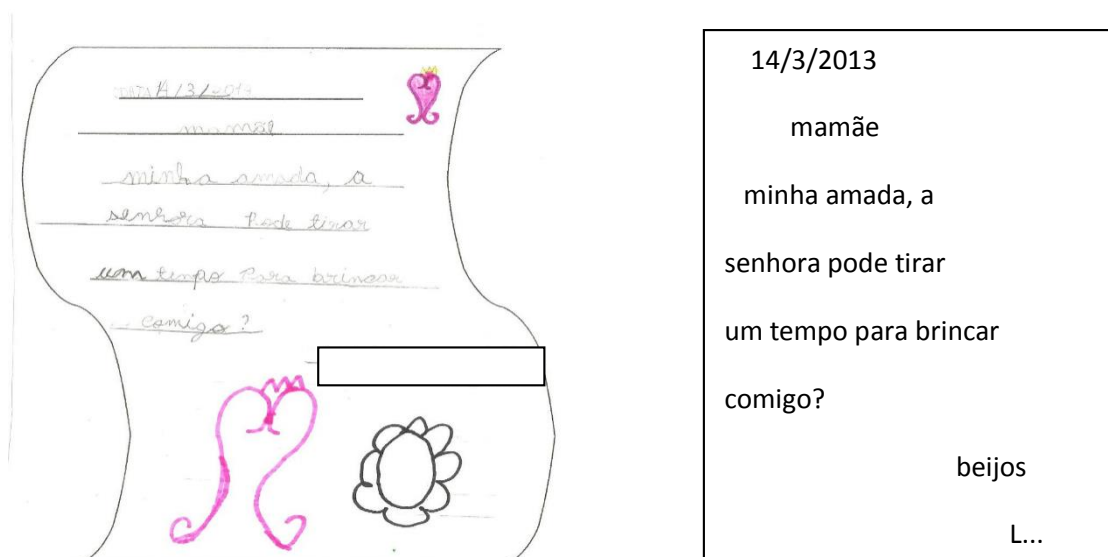 DATA 14/3/2013
mamãe
minha amada, a
senhora pode tirar
um tempo para brincar
comigo?
14/3/2013
mamãe
minha amada, a
senhora pode tirar
um tempo para brincar
comigo?
beijos
L...